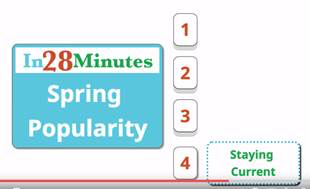 In28Minutes
Spring
Popularity
1
2
3
4
Staying
Current